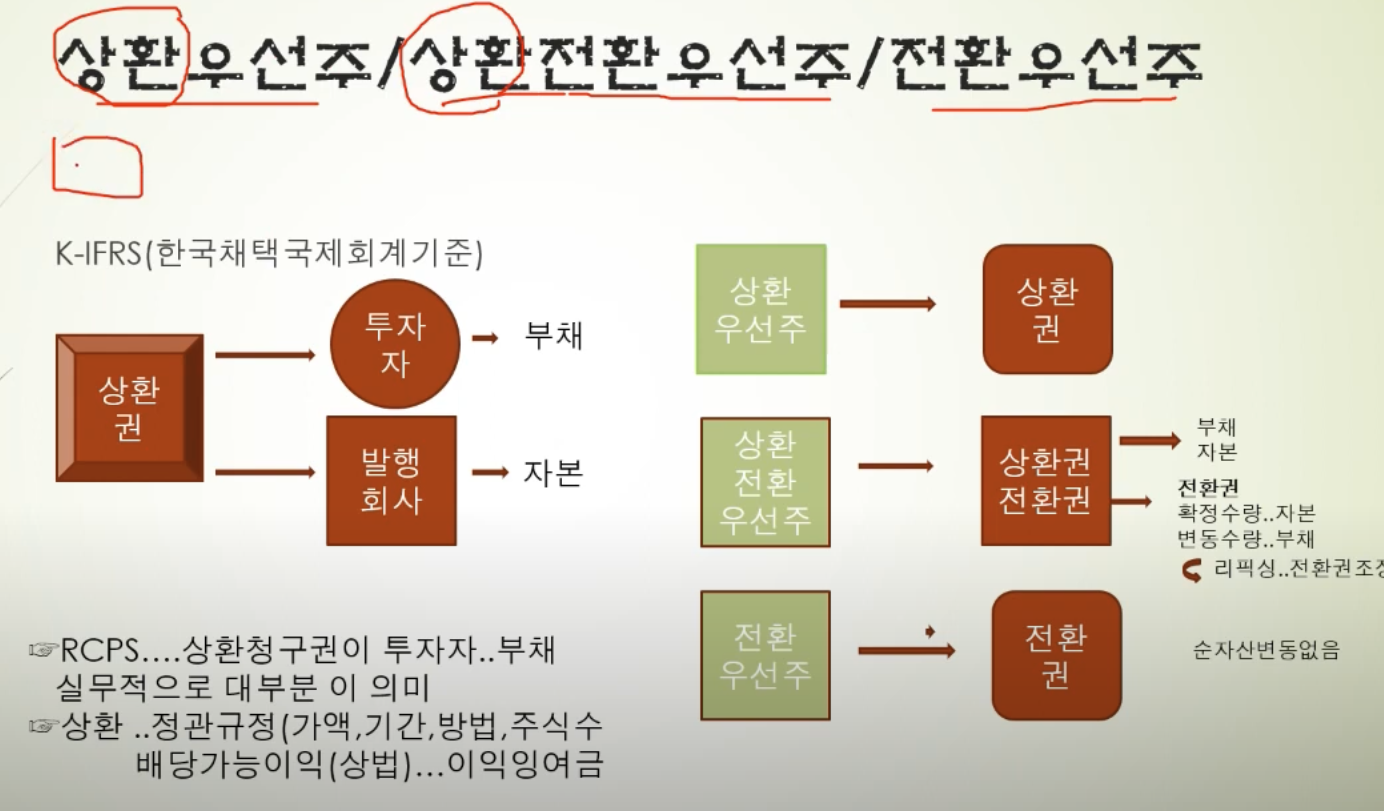 상환우선주/상환전환우선주/전환우선주
K-IFRS(한국채택국제회계기준)
상환
권
투자
자
부채
발행
회사
자본
상환
우선주
상환
권
상환
전환
우선주
상환권
전환권
부채
자본
전환권
확정수량..자본
변동수량..부채
리픽싱..전환권조정
전환
우선주
전환
권
순자산변동없음
☞RCPS....상환청구권이 투자자..부채
실무적으로 대부분 이 의미
☞상환 ..정관규정(가액,기간,방법,주식수
배당가능이익(상법)...이익잉여금